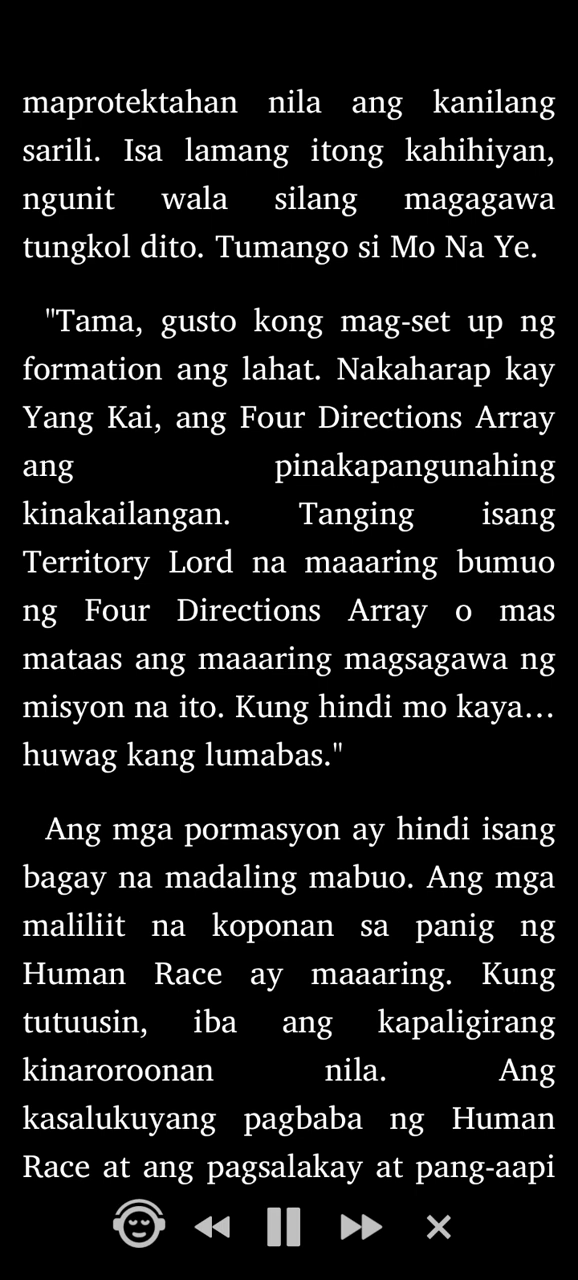 maprotektahan nila ang kanilang
sarili. Isa lamang itong kahihiyan,
ngunit wala silang magagawa
tungkol dito. Tumango si Mo Na Ye.
"Tama, gusto kong mag-set up ng
formation ang lahat. Nakaharap kay
Yang Kai, ang Four Directions Array
ang pinakapangunahing
kinakailangan. Tanging isang
Territory Lord na maaaring bumuo
ng Four Directions Array o mas
mataas ang maaaring magsagawa ng
misyon na ito. Kung hindi mo kaya...
huwag kang lumabas."
Ang mga pormasyon ay hindi isang
bagay na madaling mabuo. Ang mga
maliliit na koponan sa panig ng
Human Race ay maaaring. Kung
tutuusin, iba ang kapaligirang
kinaroroonan nila. Ang
kasalukuyang pagbaba ng Human
Race at ang pagsalakay at pang-aapi